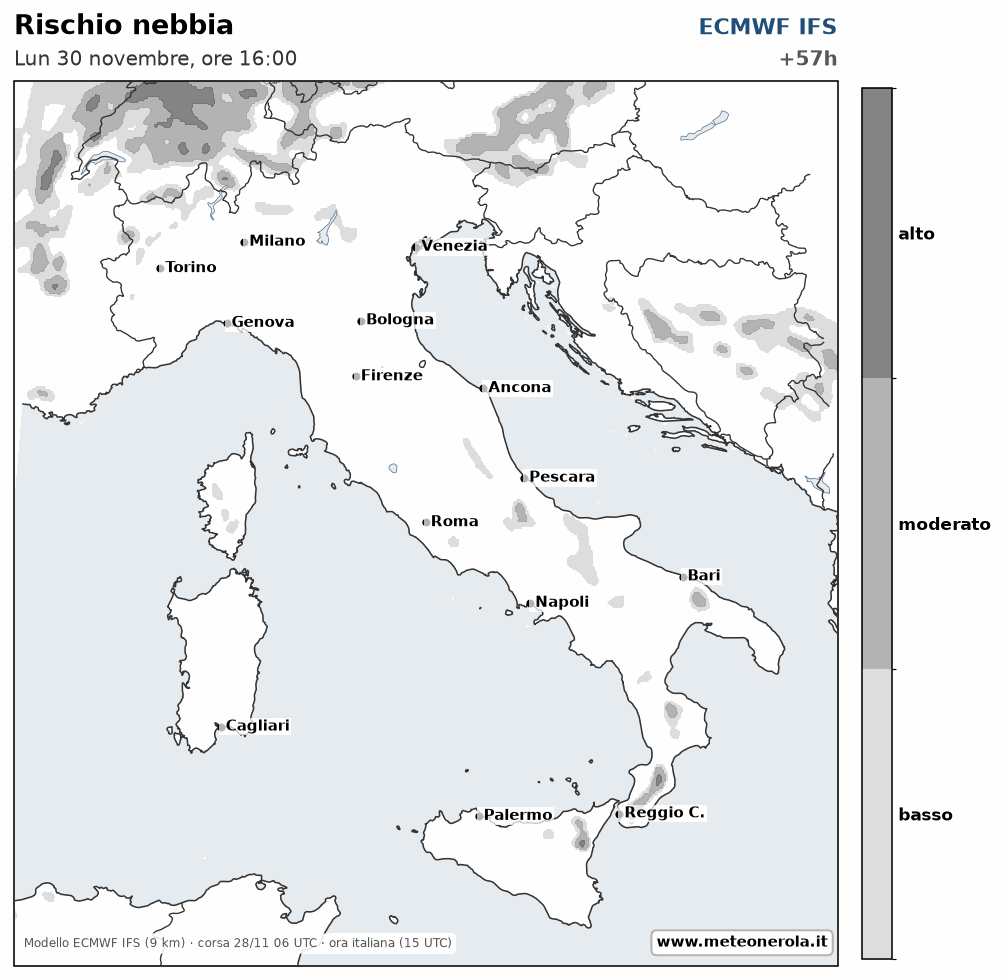 Rischio nebbia
ECMWF IFS
Lun 30 novembre, ore 16:00
+57h
Milano
Venezia
Torino
Genova
Bologna
Firenze
Ancona
Pescara
Roma
Bari
Napoli
Cagliari
Palermo
Reggio C.
alto
moderato
basso
Modello ECMWF IFS (9 km) · corsa 28/11 06 UTC · ora italiana (15 UTC)
www.meteonerola.it